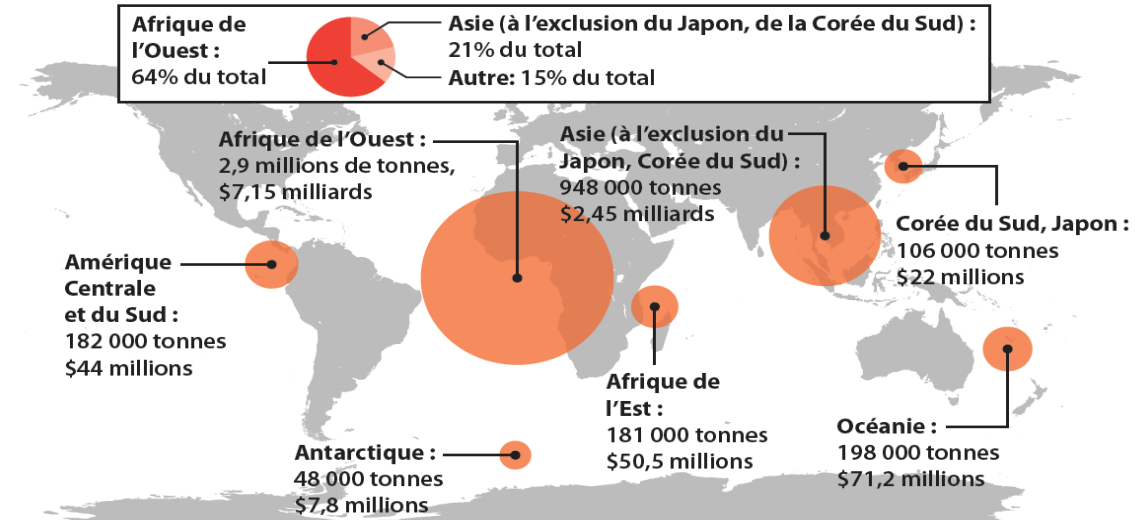 Afrique de
l’Ouest :
64% du total
Asie (à l’exclusion du Japon, de la Corée du Sud) :
21% du total
Autre: 15% du total
Afrique de l’Ouest :
2,9 millions de tonnes,
$7,15 milliards
Asie (à l’exclusion du
Japon, Corée du Sud) :
948 000 tonnes
$2,45 milliards
Corée du Sud, Japon :
106 000 tonnes
$22 millions
Amérique
Centrale
et du Sud :
182 000 tonnes
$44 millions
Afrique de
l’Est :
181 000 tonnes
$50,5 millions
Océanie :
198 000 tonnes
$71,2 millions
Antarctique :
48 000 tonnes
$7,8 millions